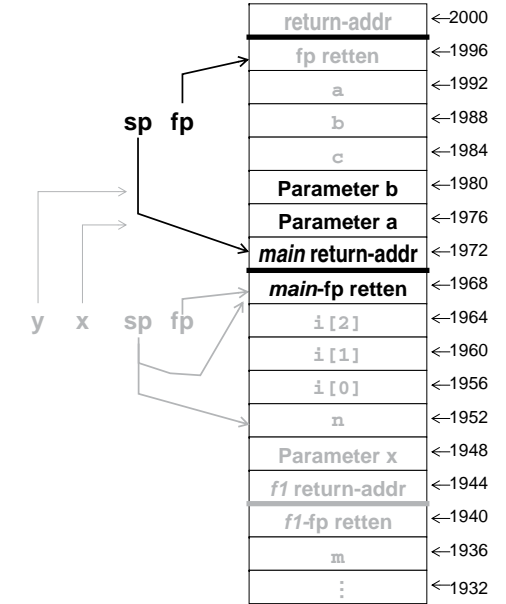 return-addr ←2000
fp retten ←1996
a ←1992
b ←1988
sp fp
c ←1984
Parameter b ←1980
Parameter a ←1976
main return-addr ←1972
main-fp retten ←1968
y x sp fp
i[2] ←1964
i[1] ←1960
i[0] ←1956
n ←1952
Parameter x ←1948
f1 return-addr ←1944
f1-fp retten ←1940
m ←1936
⋮ ←1932